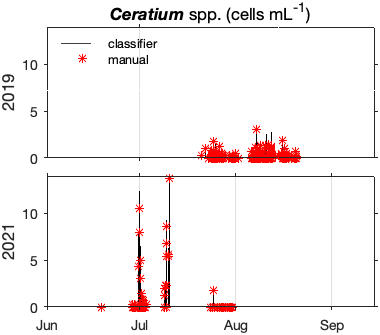 Ceratium spp. (cells mL-1)
classifier
manual
10
5
0
2019
10
5
0
2021
Jun
Jul
Aug
Sep